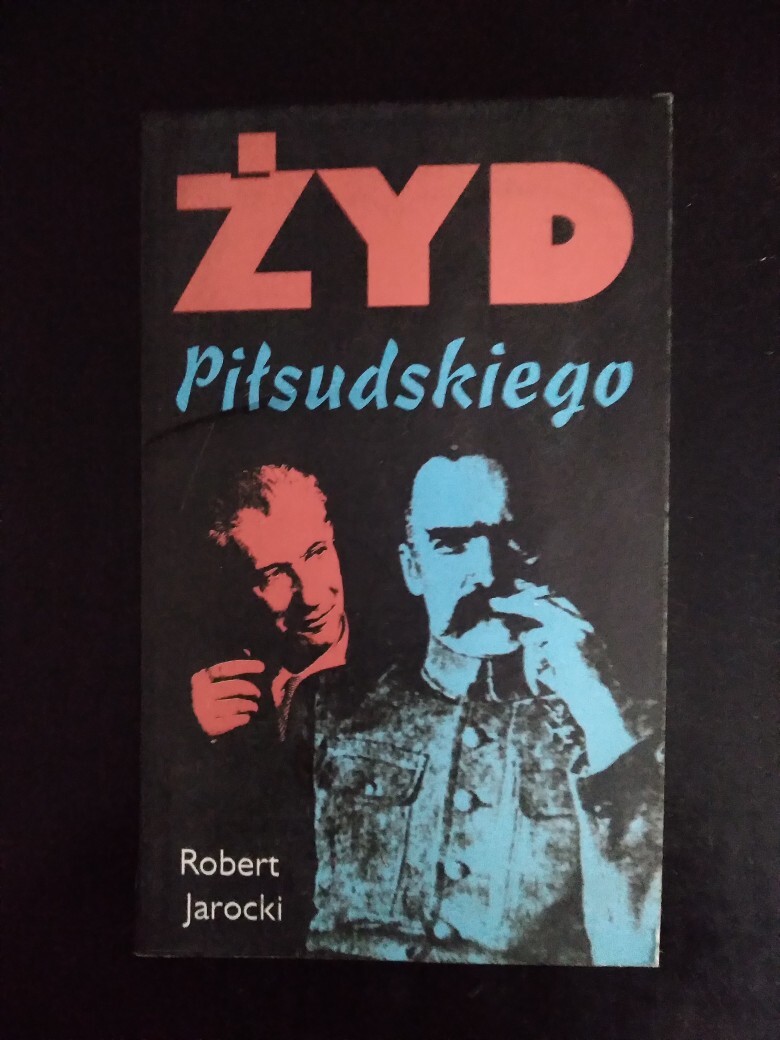 ŻYD
Piłsudskiego
Robert
Jarocki